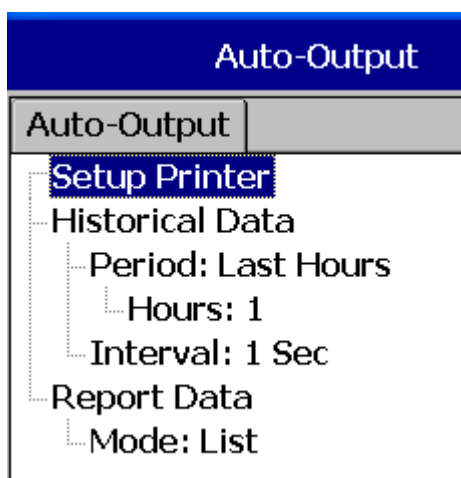 Auto-Output
Auto-Output
Setup Printer
Historical Data
Period: Last Hours
Hours: 1
Interval: 1 Sec
Report Data
Mode: List